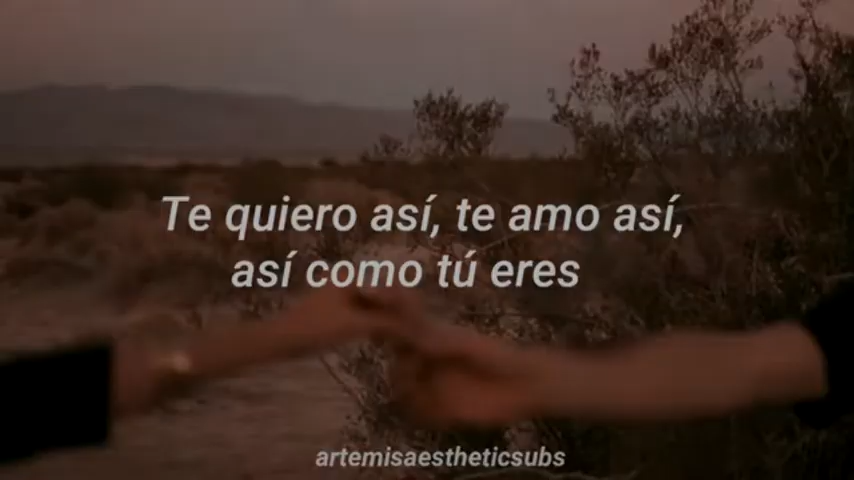 Te quiero así, te amo así,
así como tú eres
artemisaestheticsubs